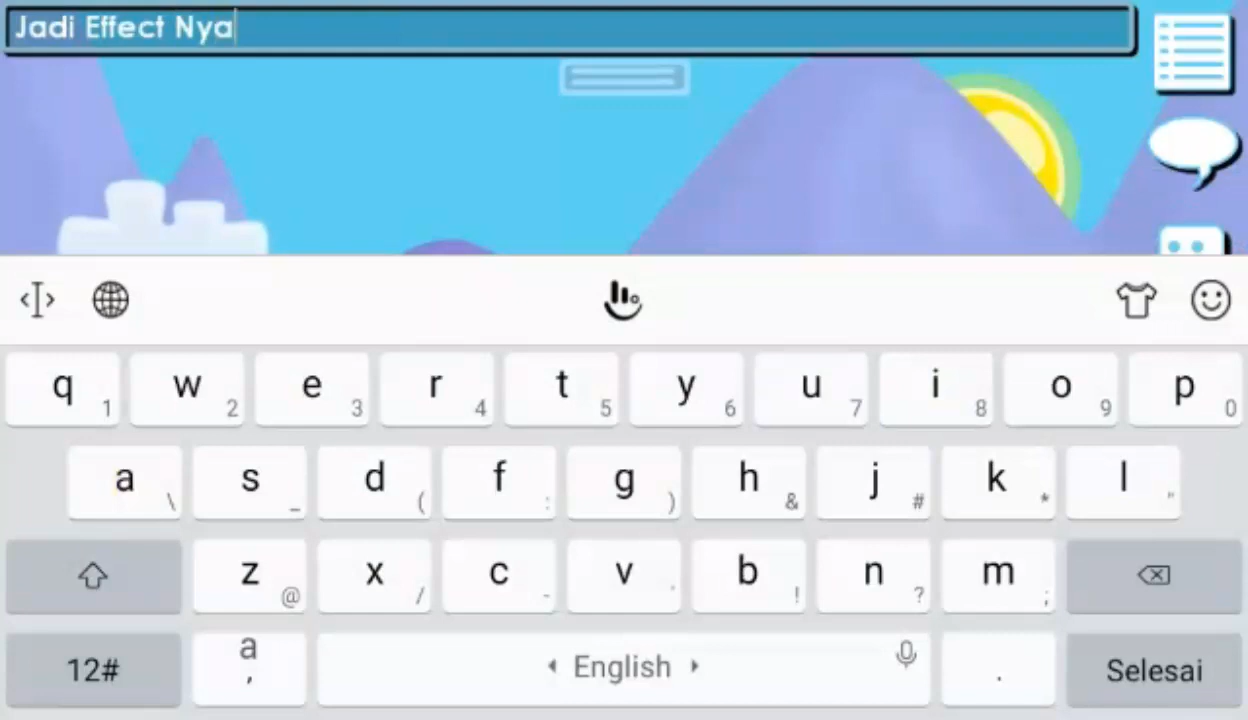 Jadi Effect Nya
q 1 w 2 e 3 r 4 t 5 y 6 u 7 i 8 o 9 p 0
a \ s _ d ( f : g ) h & j # k * l "
z @ x / c - v ' b ! n ? m ;
12# a , English . Selesai